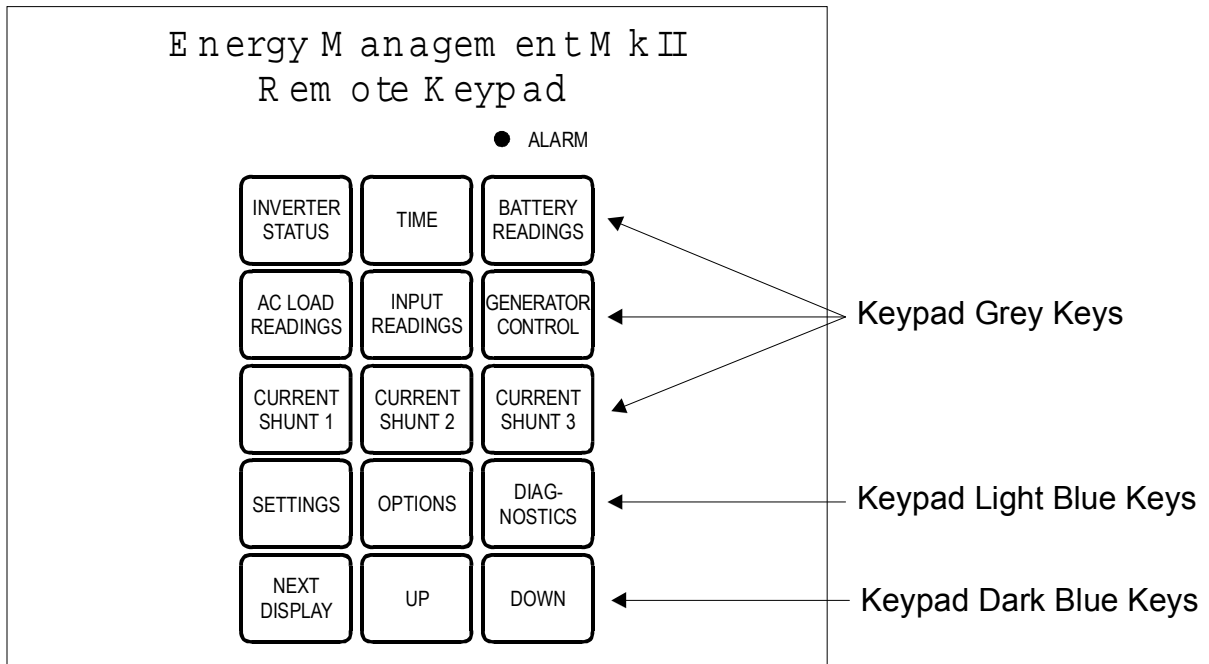 Energy Management Mk II
Remote Keypad
ALARM
INVERTER
STATUS
TIME
BATTERY
READINGS
AC LOAD
READINGS
INPUT
READINGS
GENERATOR
CONTROL
Keypad Grey Keys
CURRENT
SHUNT 1
CURRENT
SHUNT 2
CURRENT
SHUNT 3
SETTINGS
OPTIONS
DIAG-
NOSTICS
Keypad Light Blue Keys
NEXT
DISPLAY
UP
DOWN
Keypad Dark Blue Keys